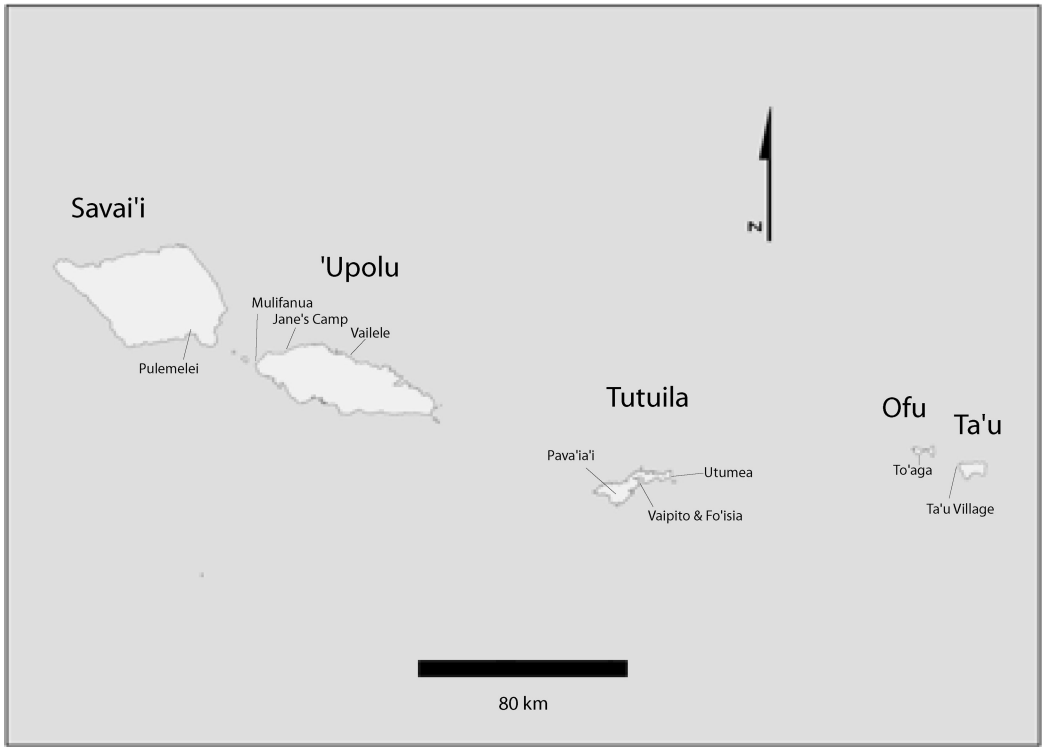 Savai'i
'Upolu
Mulifanua
Jane's Camp
Vailele
Pulemelei
Tutuila
Ofu
Ta'u
Pava'ia'i
Utumea
To'aga
Vaipito & Fo'isia
Ta'u Village
80 km
N